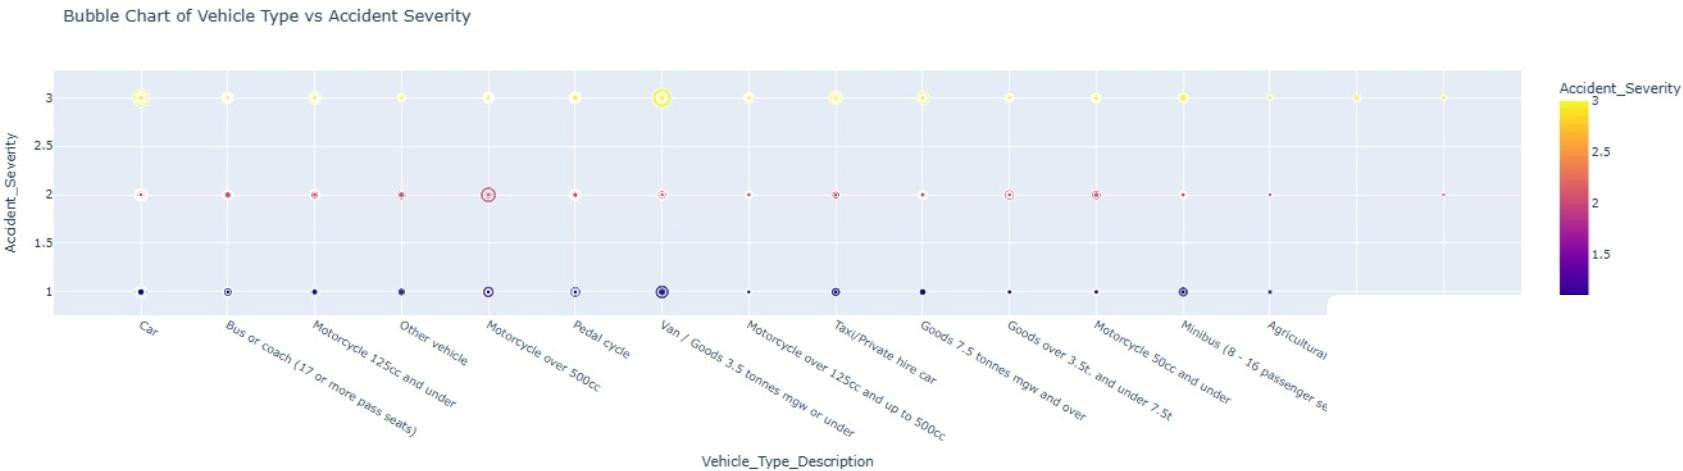 Bubble Chart of Vehicle Type vs Accident Severity
Accident_Severity
3
2.5
2
1.5
1
Accident_Severity
3
2.5
2
1.5
Car
Bus or coach (17 or more pass seats)
Motorcycle 125cc and under
Other vehicle
Motorcycle over 500cc
Pedal cycle
Van / Goods 3.5 tonnes mgw or under
Motorcycle over 125cc and up to 500cc
Taxi/Private hire car
Goods 7.5 tonnes mgw and over
Goods over 3.5t. and under 7.5t
Motorcycle 50cc and under
Minibus (8 - 16 passenger se
Agricultural
Vehicle_Type_Description